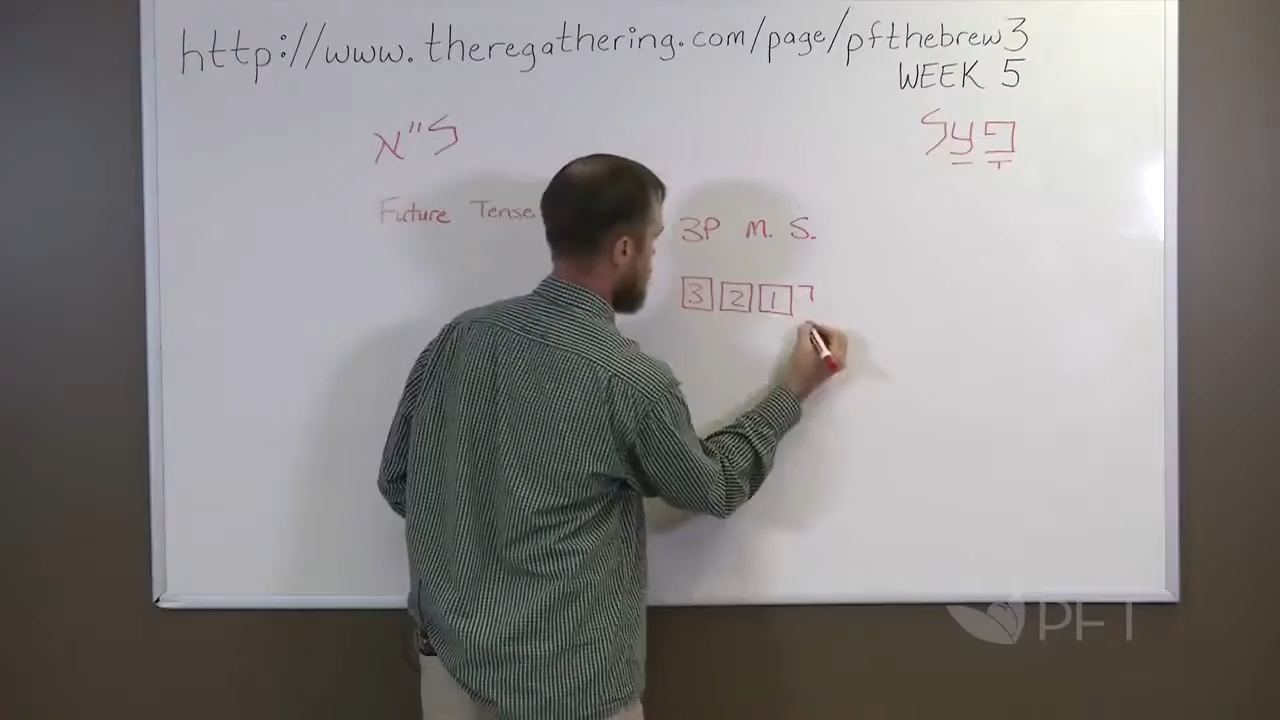 http://www.theregathering.com/page/pfthebrew3
WEEK 5
ל"א
פָּעַל
Future Tense
3P M. S.
3 2 1 י
PFT